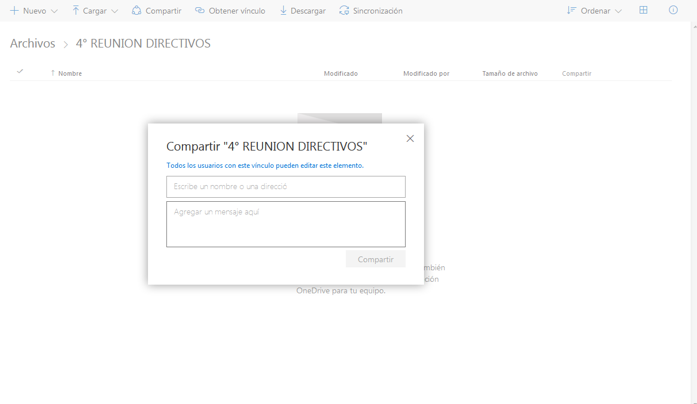 Nuevo Cargar Compartir Obtener vínculo Descargar Sincronización Ordenar
Archivos > 4° REUNION DIRECTIVOS
Nombre Modificado Modificado por Tamaño de archivo Compartir
Compartir "4° REUNION DIRECTIVOS"
Todos los usuarios con este vínculo pueden editar este elemento.
Escribe un nombre o una direcció
Agregar un mensaje aquí
Compartir
mbién
ción
OneDrive para tu equipo.